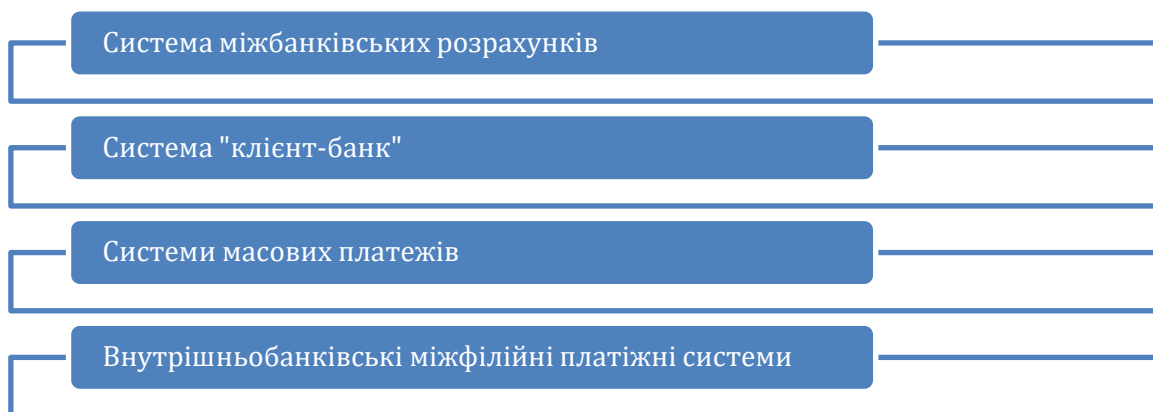 Система міжбанківських розрахунків
Система "клієнт-банк"
Системи масових платежів
Внутрішньобанківські міжфілійні платіжні системи